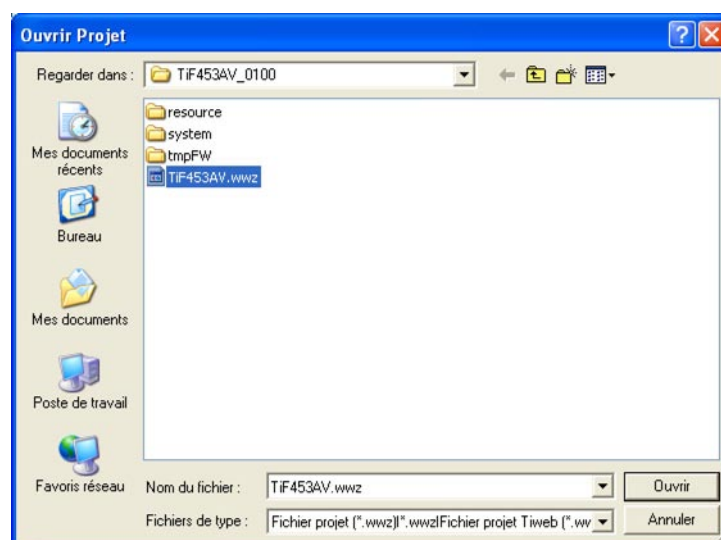 Ouvrir Projet
Regarder dans : TiF453AV_0100
resource
system
tmpFW
TiF453AV.wwz
Mes documents
récents
Bureau
Mes documents
Poste de travail
Favoris réseau
Nom du fichier : TiF453AV.wwz Ouvrir
Fichiers de type : Fichier projet (*.wwz)|*.wwz|Fichier projet Tiweb (*.wv Annuler